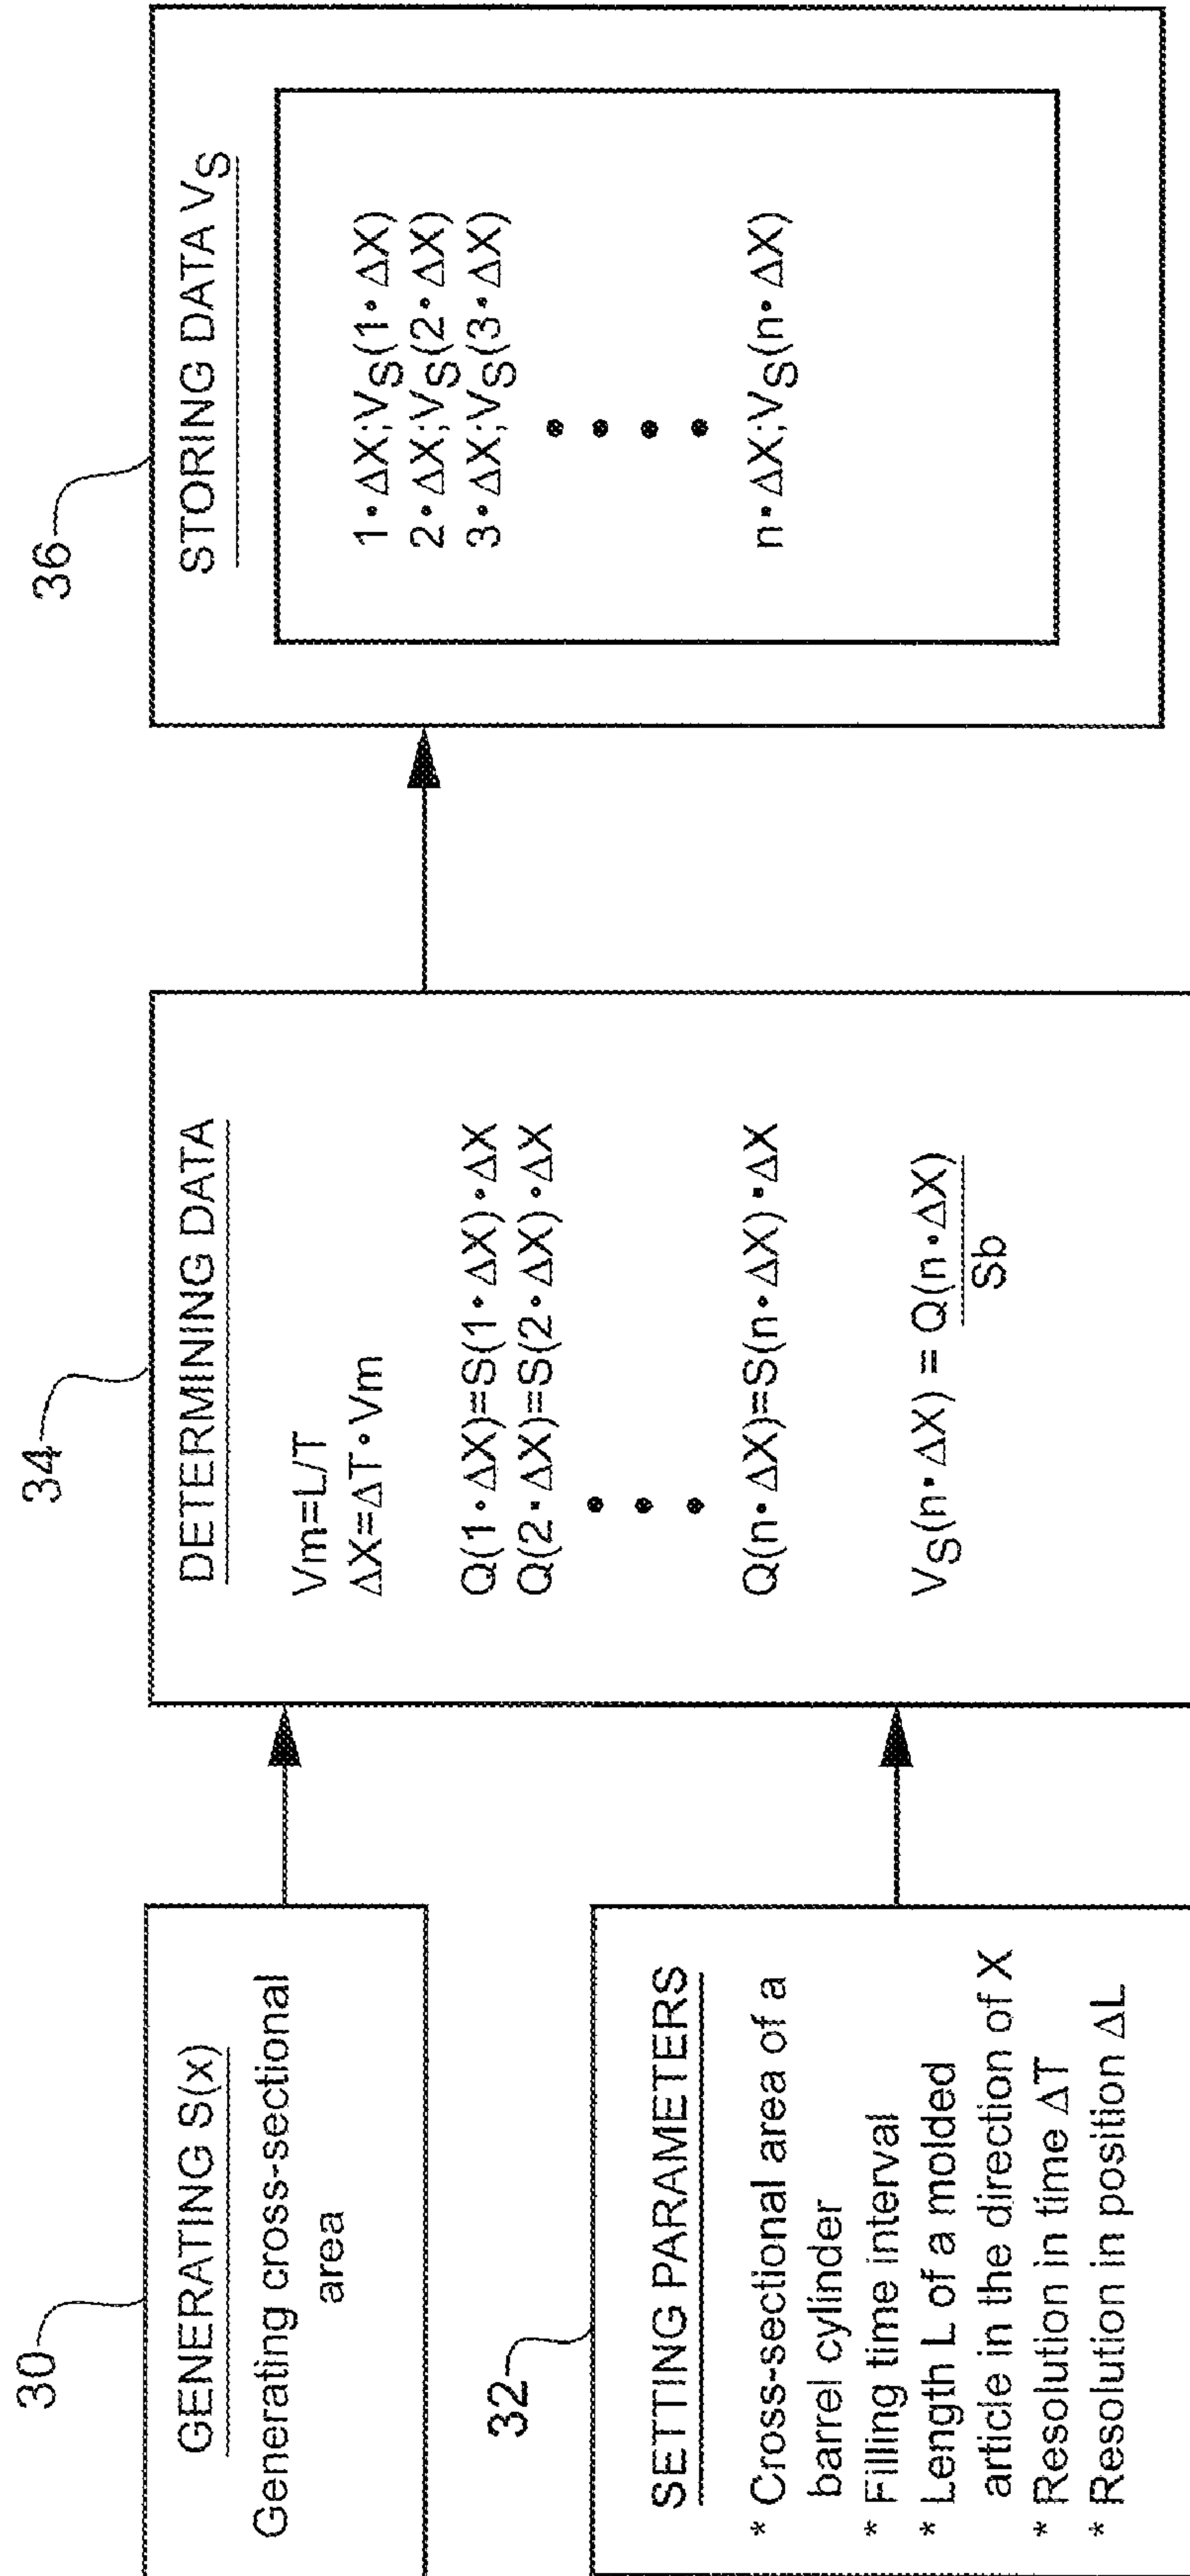 30
GENERATING S(x)
Generating cross-sectional
area
32
SETTING PARAMETERS
* Cross-sectional area of a
barrel cylinder
* Filling time interval
* Length L of a molded
article in the direction of X
* Resolution in time ΔT
* Resolution in position ΔL
34
DETERMINING DATA
Vm=L/T
ΔX=ΔT•Vm
Q(1•ΔX)=S(1•ΔX)•ΔX
Q(2•ΔX)=S(2•ΔX)•ΔX
• • •
Q(n•ΔX)=S(n•ΔX)•ΔX
VS(n•ΔX) = Q(n•ΔX)
Sb
36
STORING DATA VS
1•ΔX;VS(1•ΔX)
2•ΔX;VS(2•ΔX)
3•ΔX;VS(3•ΔX)
• • • •
n•ΔX;VS(n•ΔX)